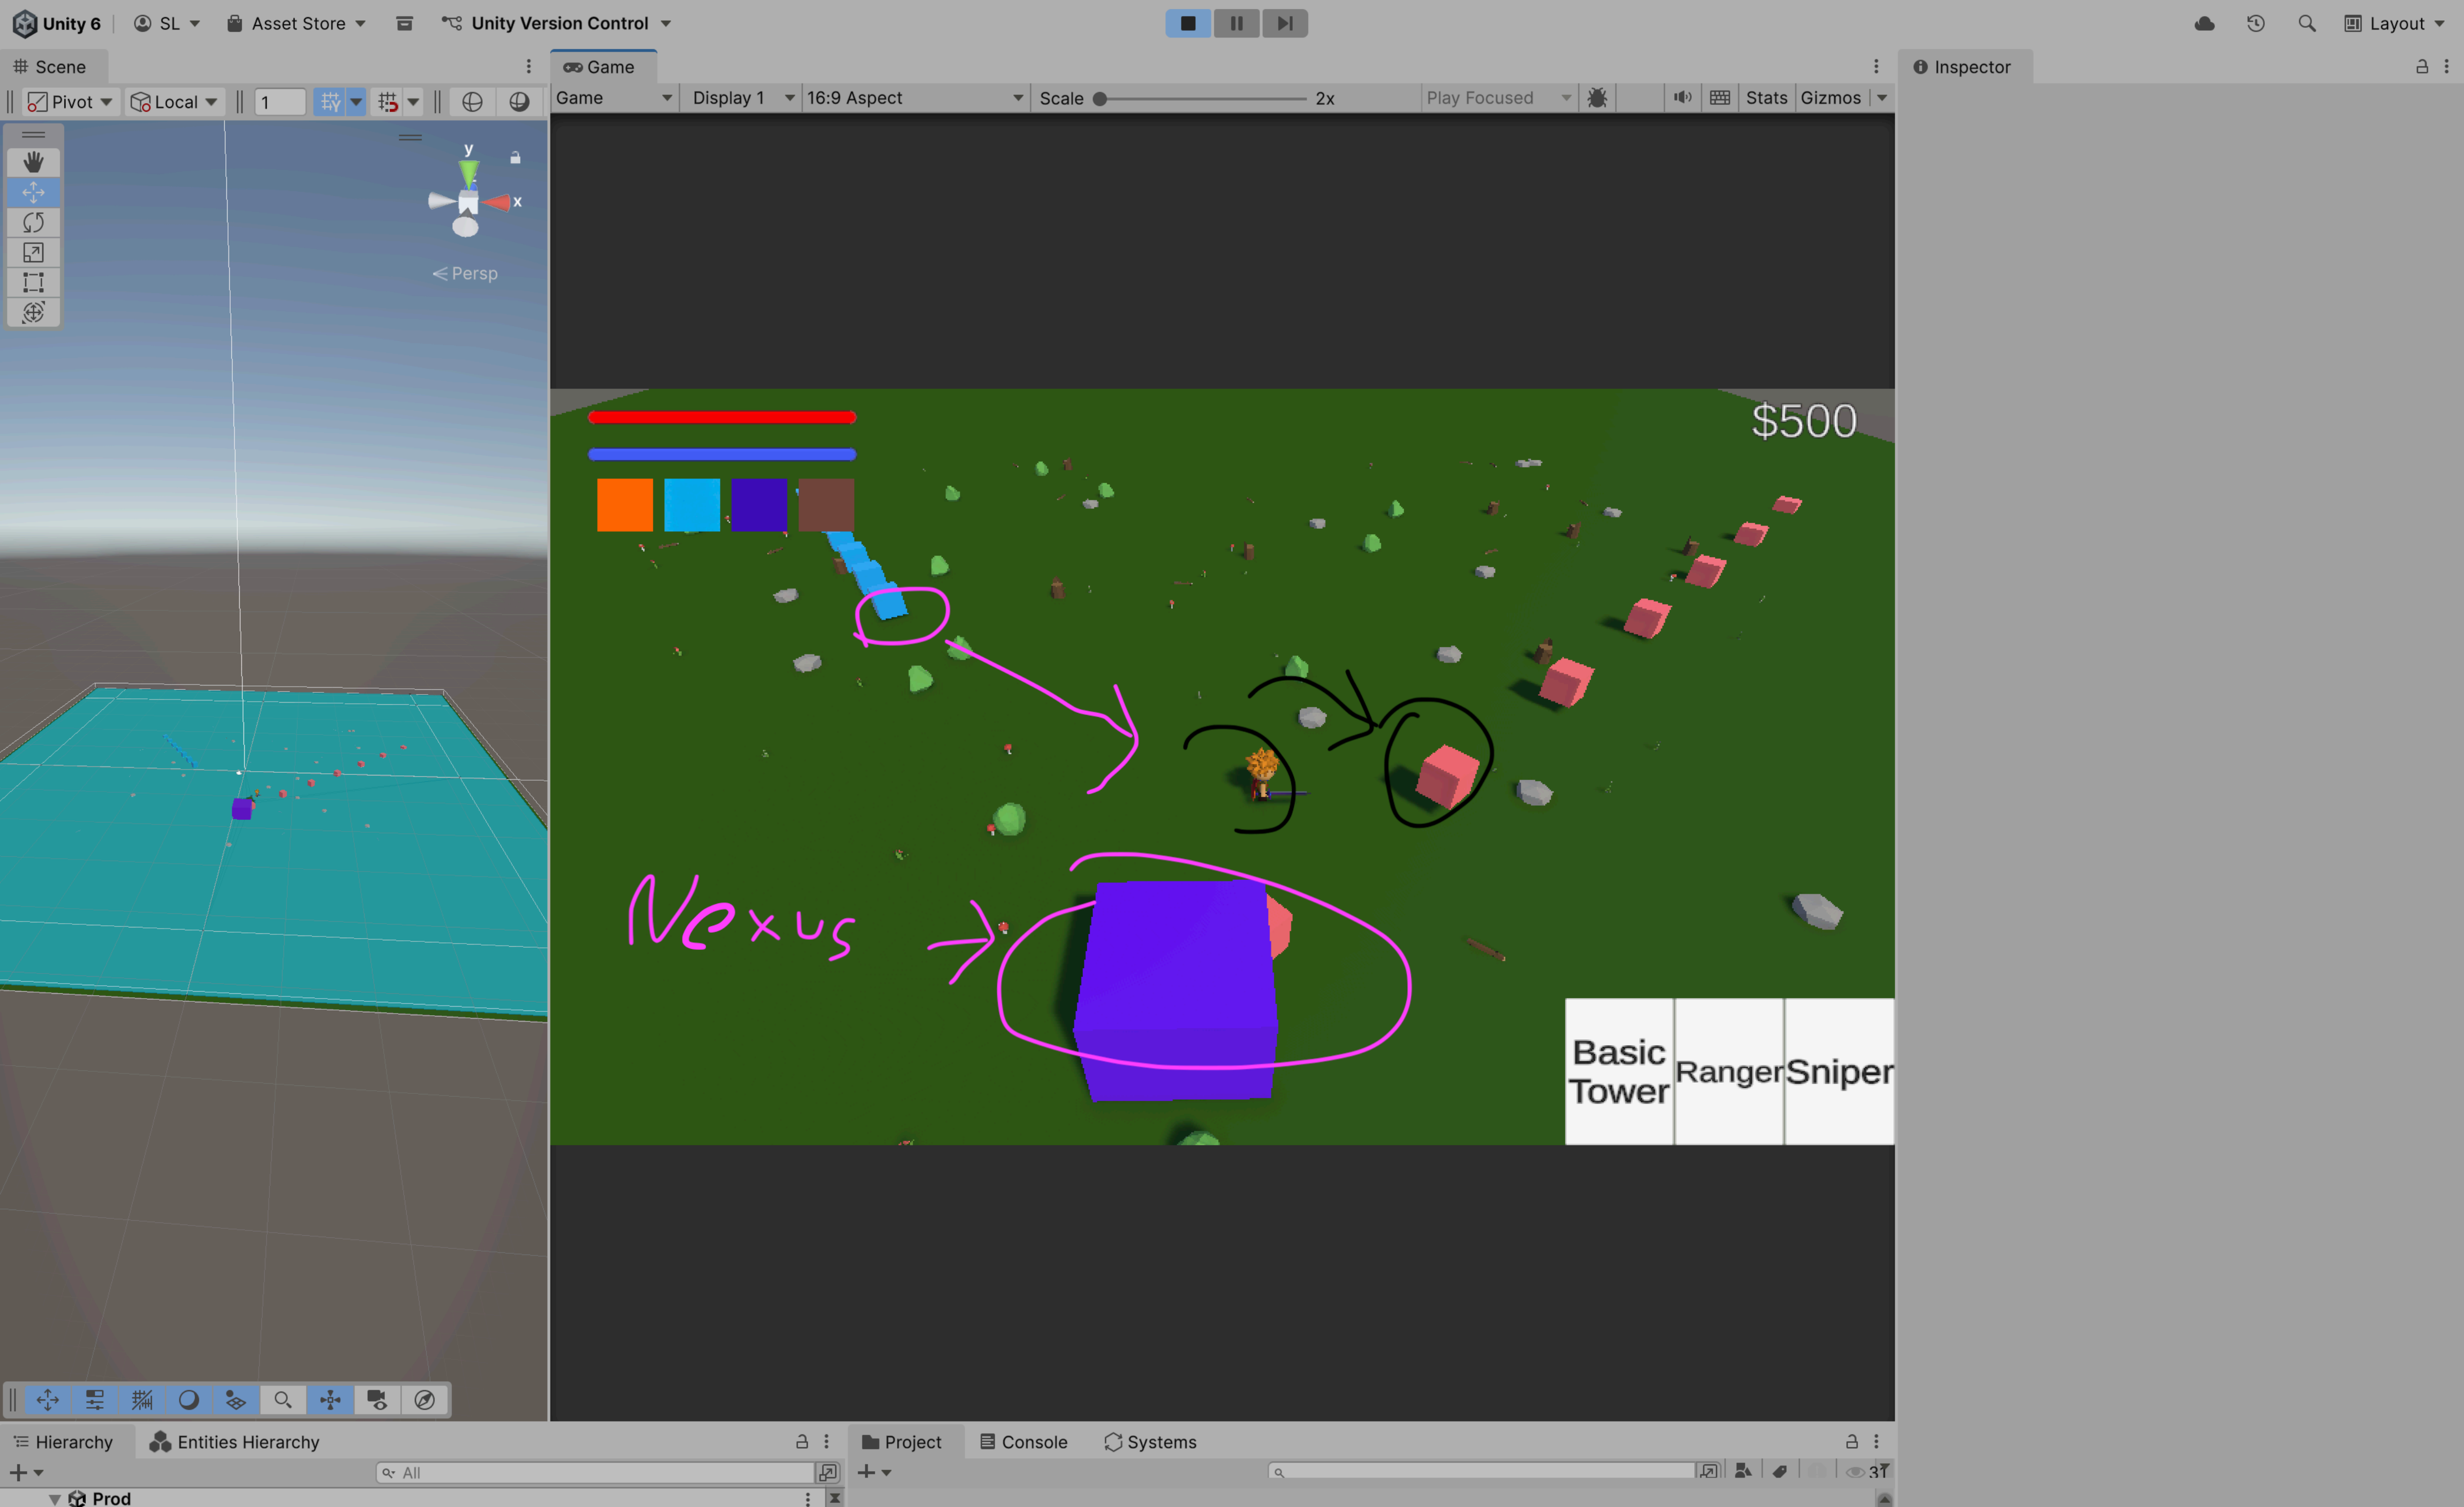 Unity 6 SL Asset Store Unity Version Control Layout
Scene Game Inspector
Pivot Local 1 Game Display 1 16:9 Aspect Scale 2x Play Focused Stats Gizmos
y
x
Persp
$500
Nexus
Basic Tower Ranger Sniper
Hierarchy Entities Hierarchy Project Console Systems
All 31
Prod